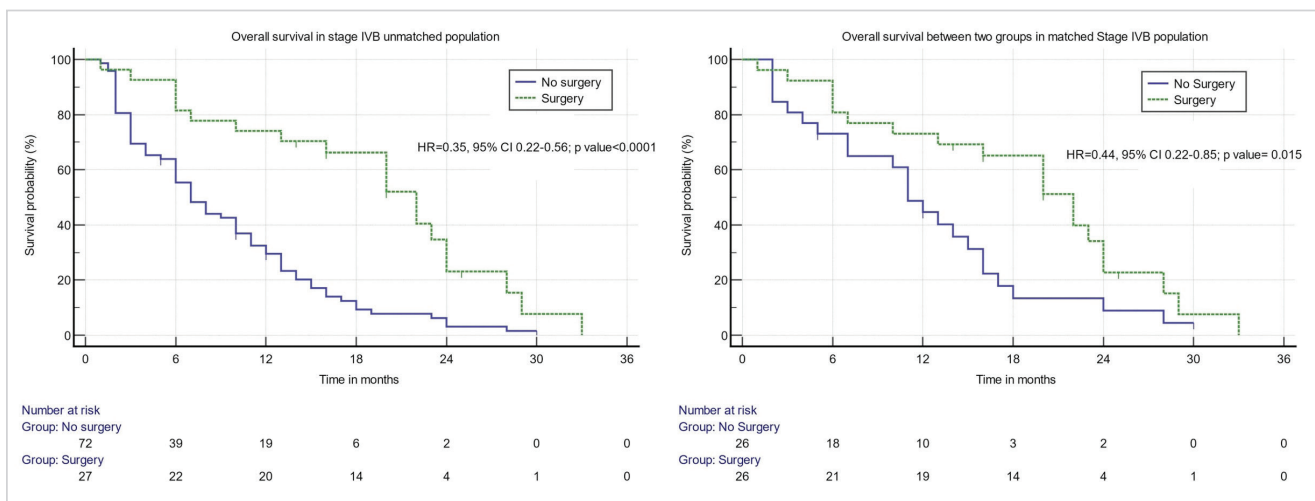 Overall survival in stage IVB unmatched population
No surgery
Surgery
HR=0.35, 95% CI 0.22-0.56; p value<0.0001
Survival probability (%)
100
80
60
40
20
0
0 6 12 18 24 30 36
Time in months
Number at risk
Group: No surgery
72 39 19 6 2 0 0
Group: Surgery
27 22 20 14 4 1 0
Overall survival between two groups in matched Stage IVB population
No Surgery
Surgery
HR=0.44, 95% CI 0.22-0.85; p value= 0.015
Survival probability (%)
100
80
60
40
20
0
0 6 12 18 24 30 36
Time in months
Number at risk
Group: No Surgery
26 18 10 3 2 0 0
Group: Surgery
26 21 19 14 4 1 0